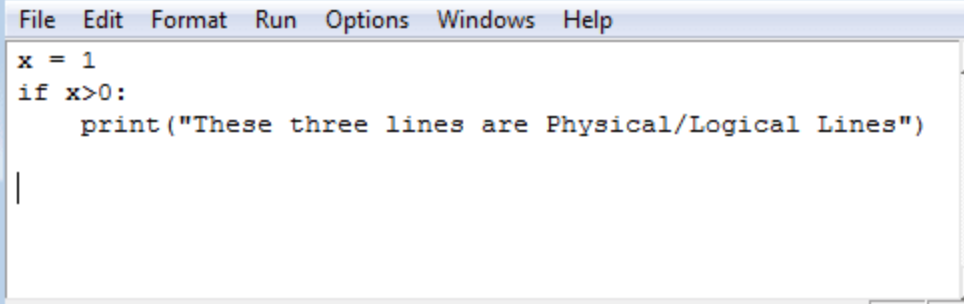 File Edit Format Run Options Windows Help
x = 1
if x>0:
    print("These three lines are Physical/Logical Lines")